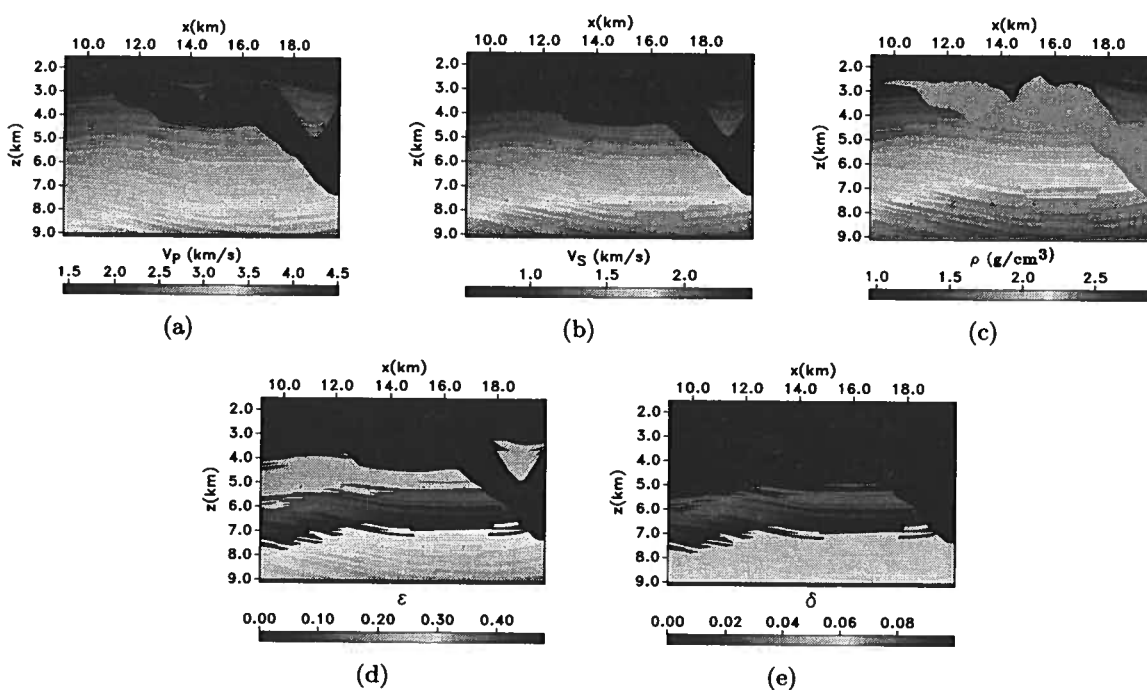 x(km)
10.0 12.0 14.0 16.0 18.0
2.0
3.0
4.0
5.0
6.0
7.0
8.0
9.0
z(km)
VP (km/s)
1.5 2.0 2.5 3.0 3.5 4.0 4.5
(a)
x(km)
10.0 12.0 14.0 16.0 18.0
2.0
3.0
4.0
5.0
6.0
7.0
8.0
9.0
z(km)
VS (km/s)
1.0 1.5 2.0
(b)
x(km)
10.0 12.0 14.0 16.0 18.0
2.0
3.0
4.0
5.0
6.0
7.0
8.0
9.0
z(km)
ρ (g/cm³)
1.0 1.5 2.0 2.5
(c)
x(km)
10.0 12.0 14.0 16.0 18.0
2.0
3.0
4.0
5.0
6.0
7.0
8.0
9.0
z(km)
ε
0.00 0.10 0.20 0.30 0.40
(d)
x(km)
10.0 12.0 14.0 16.0 18.0
2.0
3.0
4.0
5.0
6.0
7.0
8.0
9.0
z(km)
δ
0.00 0.02 0.04 0.06 0.08
(e)